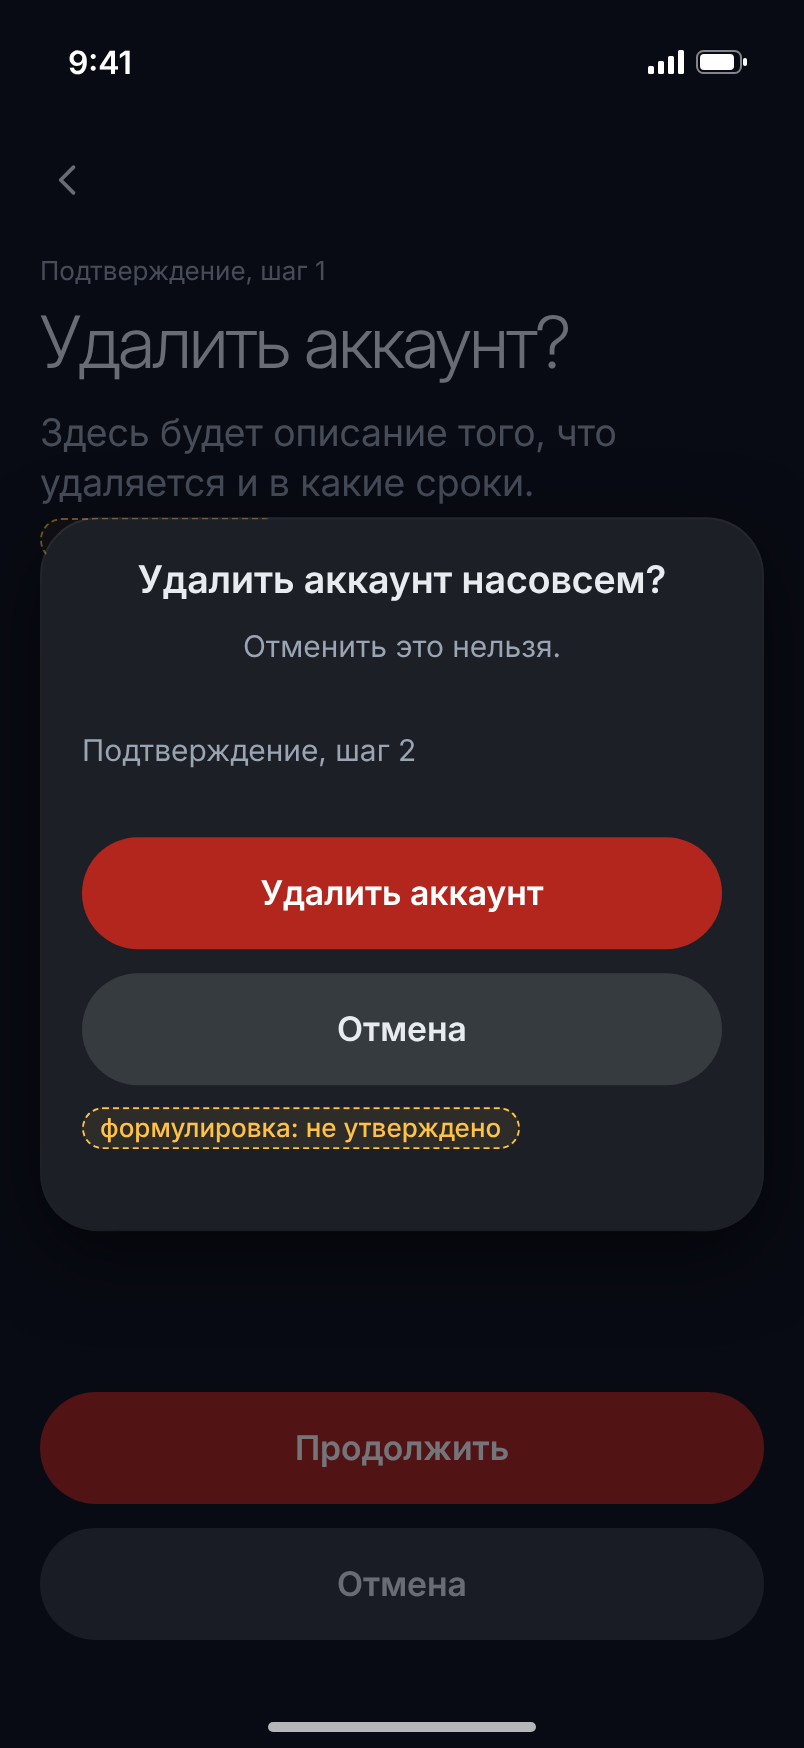 9:41
Подтверждение, шаг 1
Удалить аккаунт?
Здесь будет описание того, что
удаляется и в какие сроки.
Удалить аккаунт насовсем?
Отменить это нельзя.
Подтверждение, шаг 2
Удалить аккаунт
Отмена
формулировка: не утверждено
Продолжить
Отмена